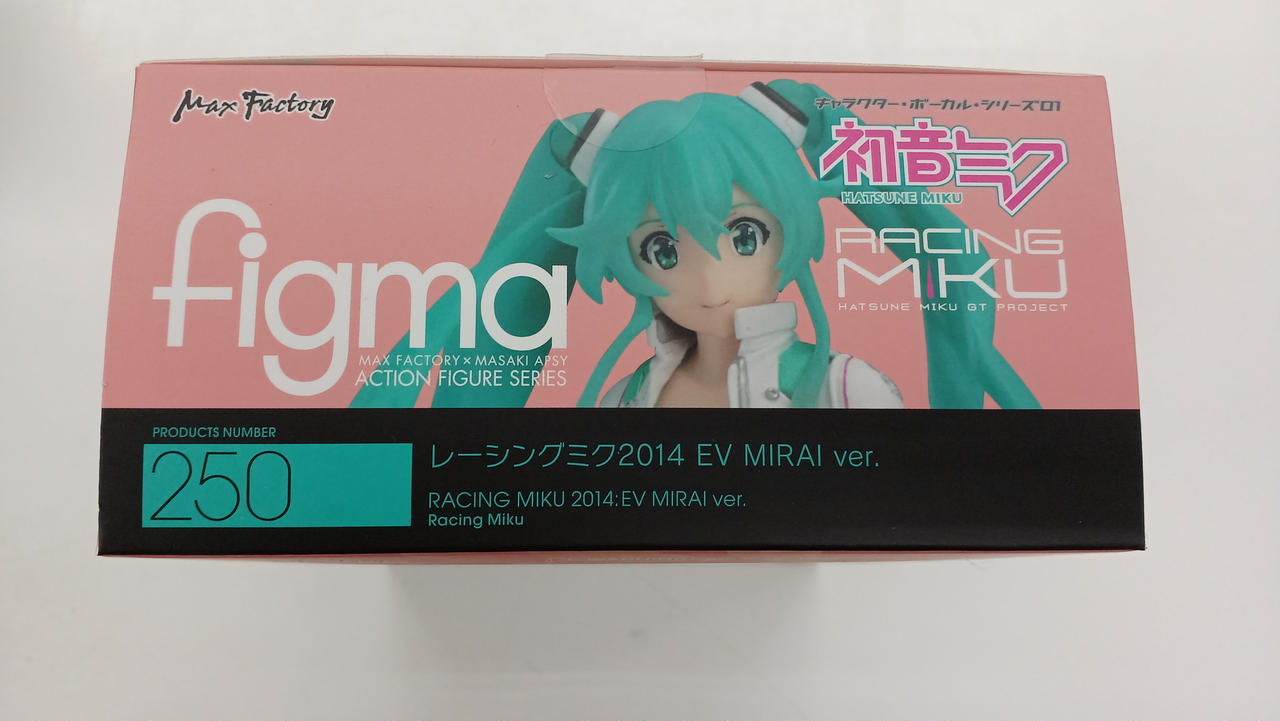 Max Factory
figma
MAX FACTORY×MASAKI APSY
ACTION FIGURE SERIES
キャラクター・ボーカル・シリーズ01
初音ミク
HATSUNE MIKU
RACING
MIKU
HATSUNE MIKU GT PROJECT
PRODUCTS NUMBER
250
レーシングミク2014 EV MIRAI ver.
RACING MIKU 2014:EV MIRAI ver.
Racing Miku